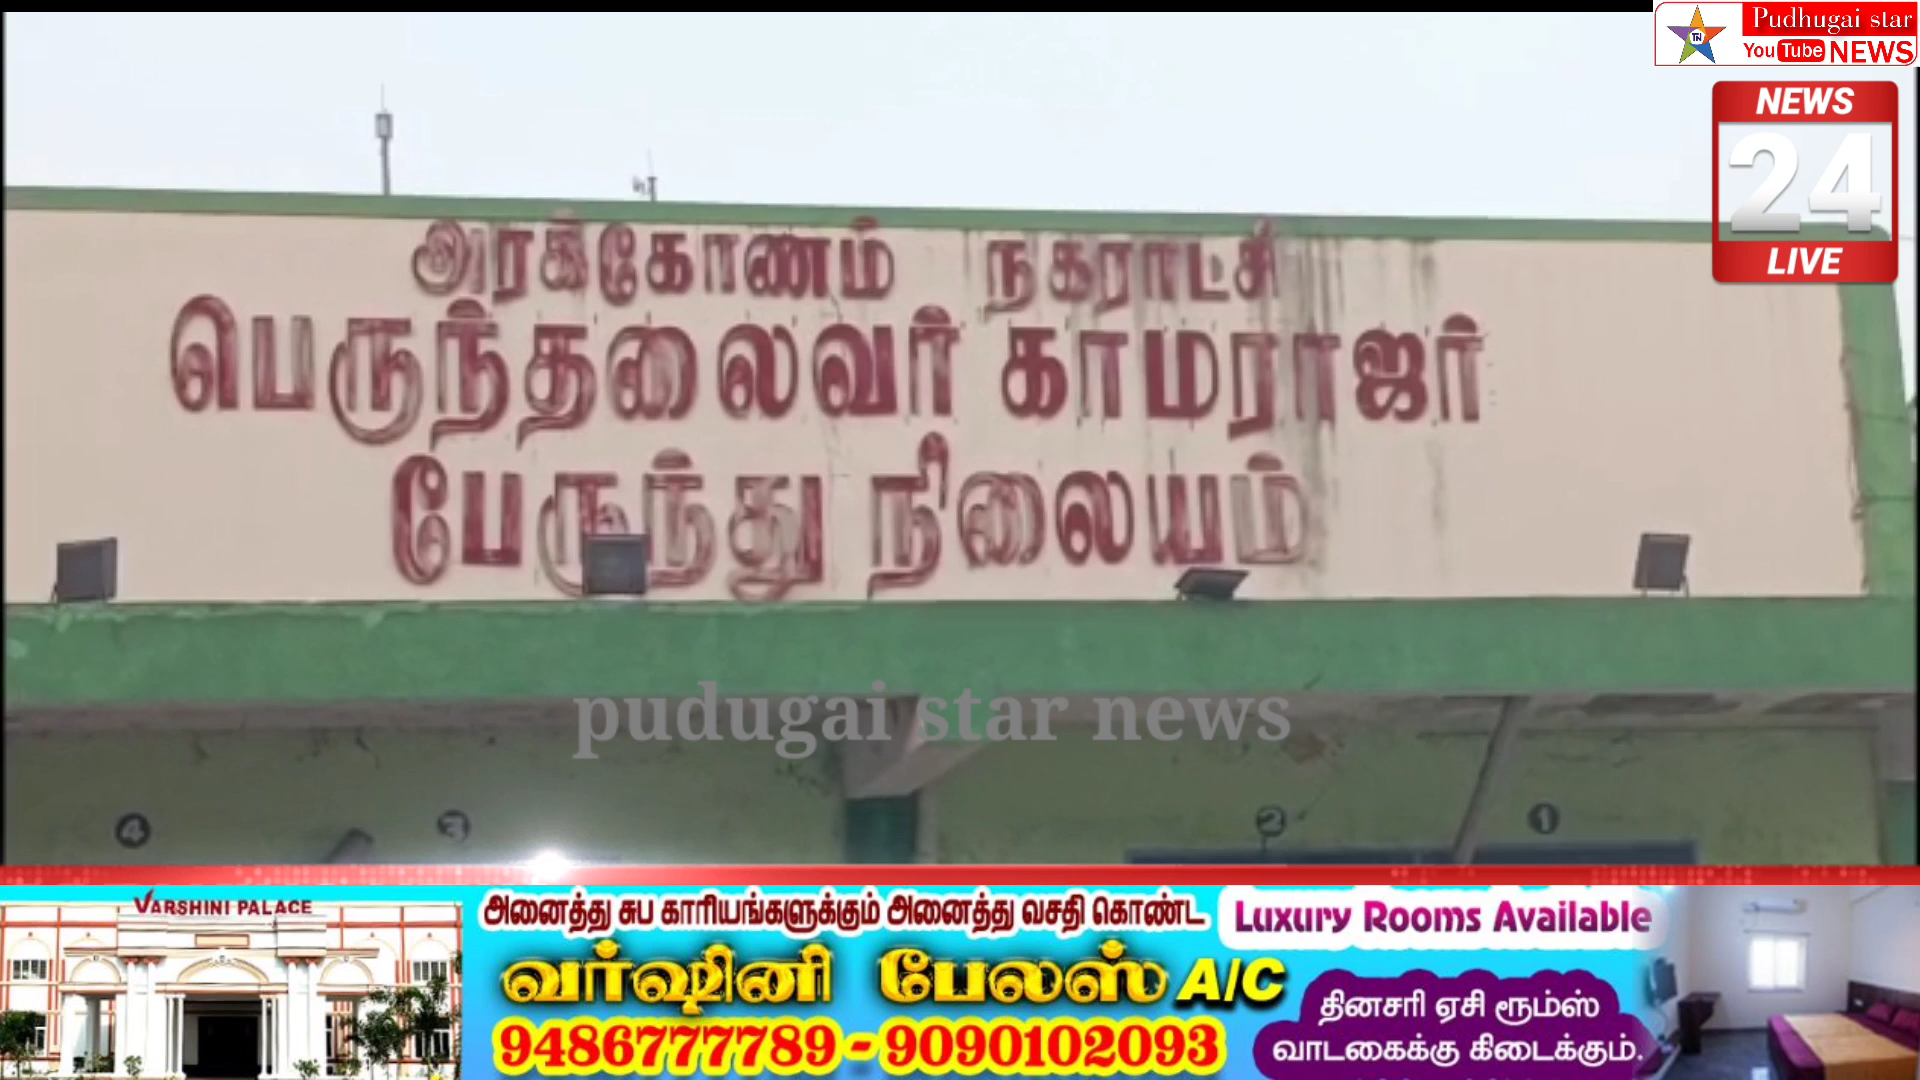 Pudhugai star
YouTube NEWS
NEWS
24
LIVE
அரக்கோணம் நகராட்சி
பெருந்தலைவர் காமராஜர்
பேருந்து நிலையம்
pudugai star news
4 3 2 1
VARSHINI PALACE
அனைத்து சுப காரியங்களுக்கும் அனைத்து வசதி கொண்ட
வர்ஷினி பேலஸ் A/C
9486777789 - 9090102093
Luxury Rooms Available
தினசரி ஏசி ரூம்ஸ்
வாடகைக்கு கிடைக்கும்.